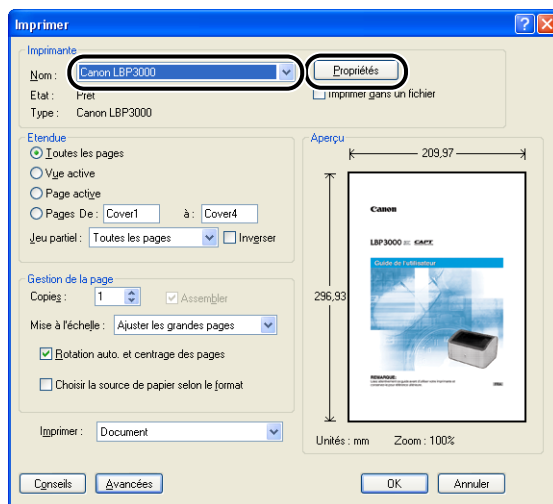 Imprimer
Imprimante
Nom : Canon LBP3000 Propriétés
Etat : Prêt Imprimer dans un fichier
Type : Canon LBP3000
Etendue
Toutes les pages
Vue active
Page active
Pages De : Cover1 à : Cover4
Jeu partiel : Toutes les pages Inverser
Gestion de la page
Copies : 1 Assembler
Mise à l'échelle : Ajuster les grandes pages
Rotation auto. et centrage des pages
Choisir la source de papier selon le format
Imprimer : Document
Aperçu
209,97
296,93
Canon
LBP3000 CAPT
Guide de l'utilisateur
REMARQUE:
Unités : mm Zoom : 100%
Conseils Avancées OK Annuler